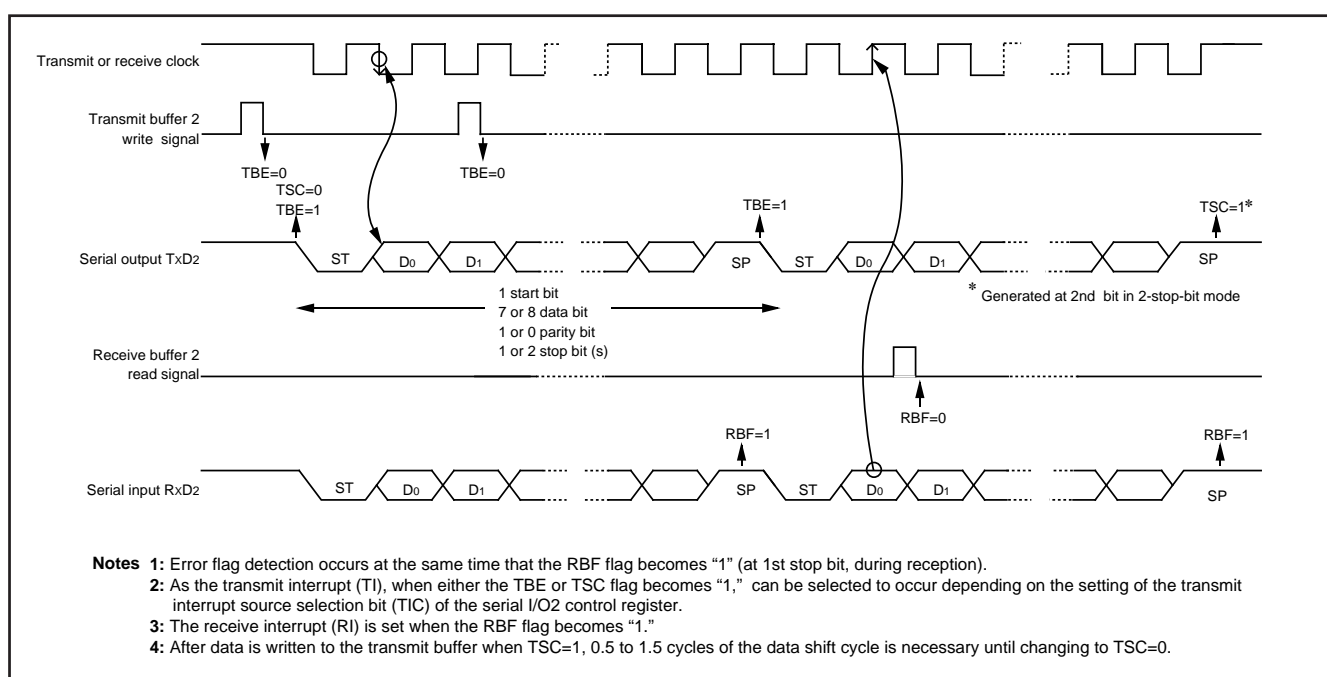 Transmit or receive clock
Transmit buffer 2
write signal
TBE=0
TBE=0
TSC=0
TBE=1
TBE=1
TSC=1*
Serial output TxD2
ST
D0
D1
SP
ST
D0
D1
SP
* Generated at 2nd bit in 2-stop-bit mode
1 start bit
7 or 8 data bit
1 or 0 parity bit
1 or 2 stop bit (s)
Receive buffer 2
read signal
RBF=0
RBF=1
RBF=1
Serial input RxD2
ST
D0
D1
SP
ST
D0
D1
SP
Notes 1: Error flag detection occurs at the same time that the RBF flag becomes “1” (at 1st stop bit, during reception).
2: As the transmit interrupt (TI), when either the TBE or TSC flag becomes “1,” can be selected to occur depending on the setting of the transmit
interrupt source selection bit (TIC) of the serial I/O2 control register.
3: The receive interrupt (RI) is set when the RBF flag becomes “1.”
4: After data is written to the transmit buffer when TSC=1, 0.5 to 1.5 cycles of the data shift cycle is necessary until changing to TSC=0.